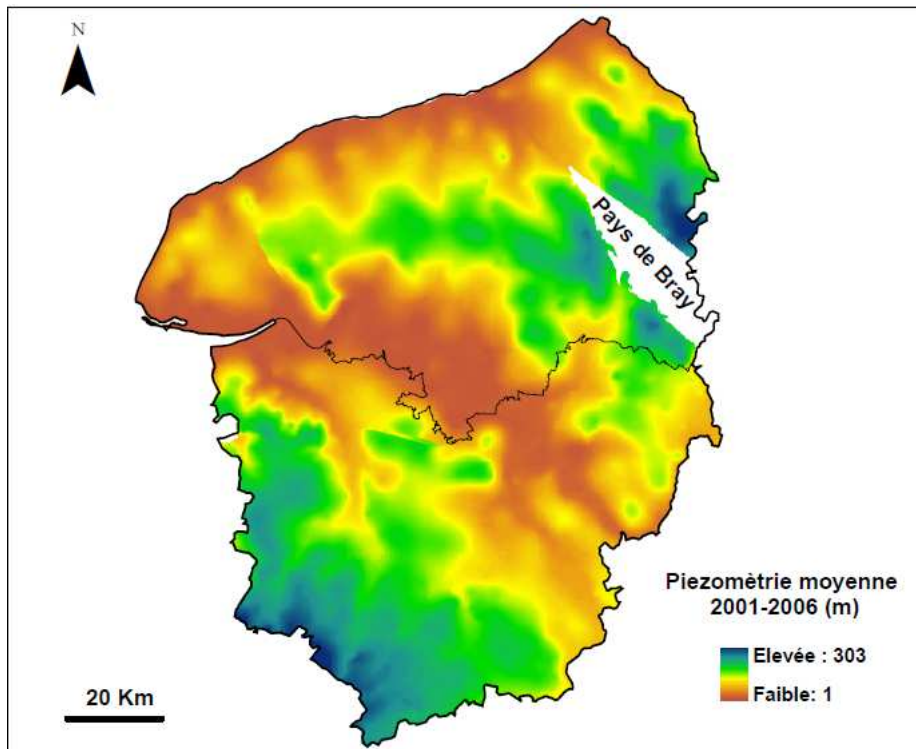 N
Pays de Bray
Piezomètrie moyenne
2001-2006 (m)
Elevée : 303
Faible: 1
20 Km